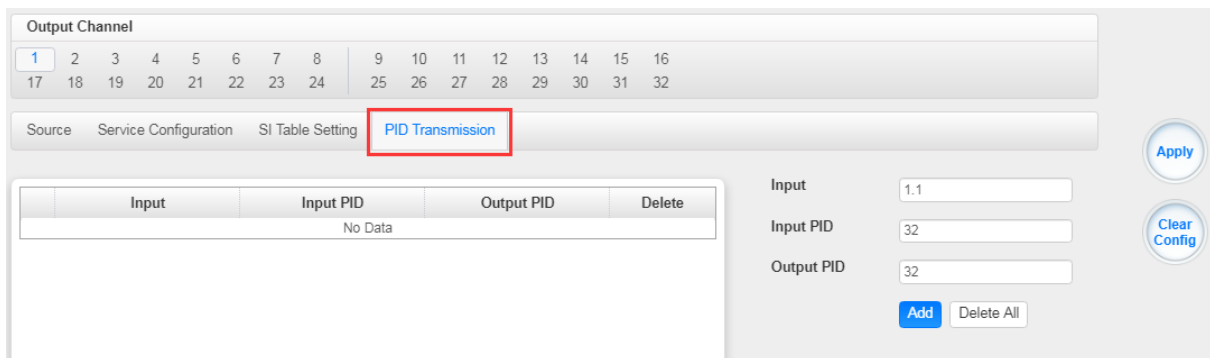 Output Channel
1 2 3 4 5 6 7 8 9 10 11 12 13 14 15 16
17 18 19 20 21 22 23 24 25 26 27 28 29 30 31 32
Source Service Configuration SI Table Setting PID Transmission
Apply
Input Input PID Output PID Delete
No Data
Input 1.1
Input PID 32
Output PID 32
Add Delete All
Clear
Config